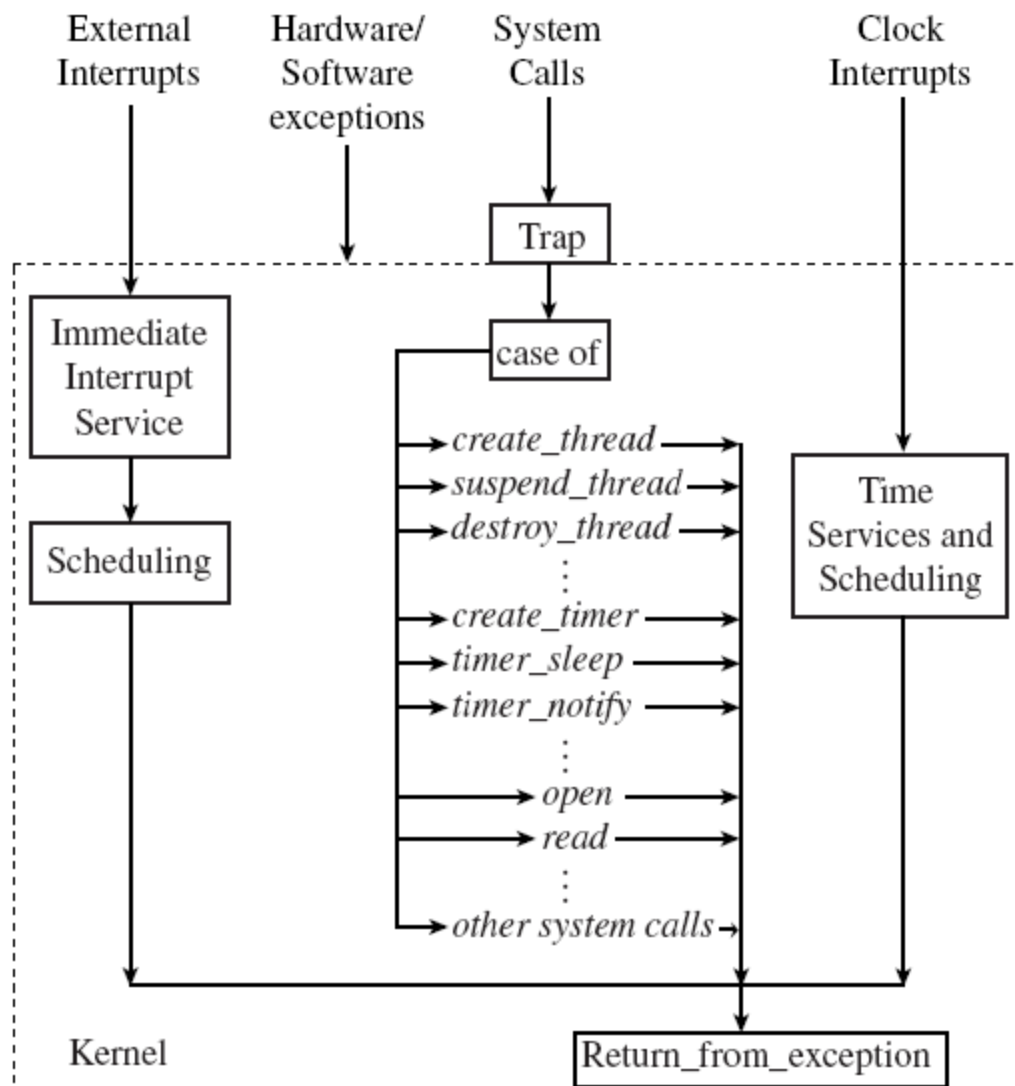 External
Interrupts
Hardware/
Software
exceptions
System
Calls
Clock
Interrupts
Trap
Immediate
Interrupt
Service
case of
create_thread
suspend_thread
destroy_thread
⋮
create_timer
timer_sleep
timer_notify
⋮
open
read
⋮
other system calls
Scheduling
Time
Services and
Scheduling
Kernel
Return_from_exception